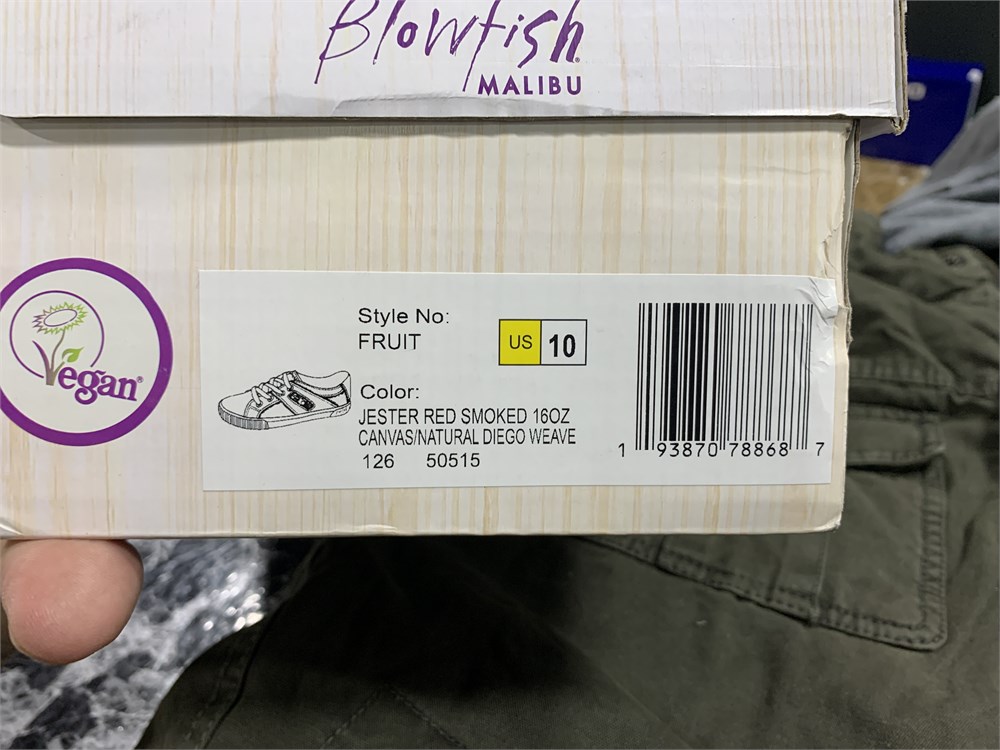 Blowfish
MALIBU
Vegan®
Style No:
FRUIT
US 10
Color:
JESTER RED SMOKED 16OZ
CANVAS/NATURAL DIEGO WEAVE
126 50515
1 93870 78868 7